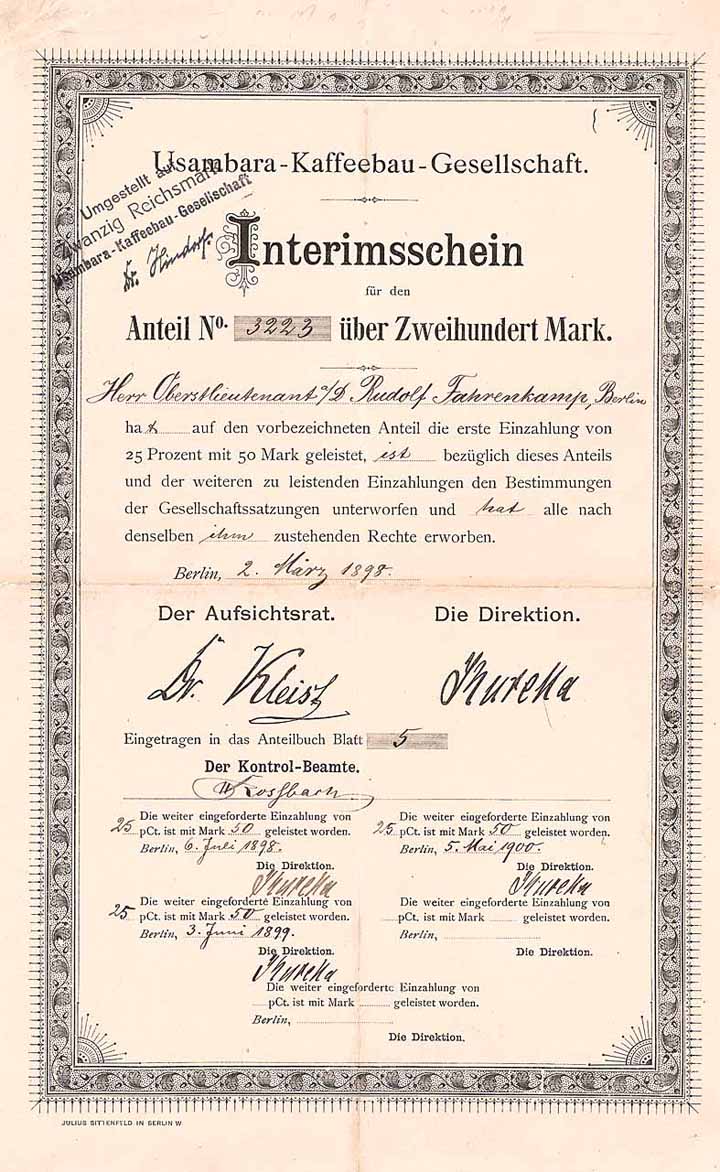 Usambara-Kaffeebau-Gesellschaft.
Umgestellt auf
Zwanzig Reichsmark
Usambara-Kaffeebau-Gesellschaft
Dr. Hindorf
Interimsschein
für den
Anteil No. 3223 über Zweihundert Mark.
Herr Oberstlieutenant a/D Rudolf Fahrenkamp, Berlin
hat auf den vorbezeichneten Anteil die erste Einzahlung von
25 Prozent mit 50 Mark geleistet, ist bezüglich dieses Anteils
und der weiteren zu leistenden Einzahlungen den Bestimmungen
der Gesellschaftssatzungen unterworfen und hat alle nach
denselben ihm zustehenden Rechte erworben.
Berlin, 2. März 1898.
Der Aufsichtsrat. Die Direktion.
Dr. Kleist
Eingetragen in das Anteilbuch Blatt 5
Der Kontrol-Beamte.
Rossbach
Die weiter eingeforderte Einzahlung von
25 pCt. ist mit Mark 50 geleistet worden.
Berlin, 6. Juli 1898.
Die Direktion.
Die weiter eingeforderte Einzahlung von
25 pCt. ist mit Mark 50 geleistet worden.
Berlin, 5. Mai 1900.
Die Direktion.
Die weiter eingeforderte Einzahlung von
25 pCt. ist mit Mark 50 geleistet worden.
Berlin, 3. Juni 1899.
Die Direktion.
Die weiter eingeforderte Einzahlung von
pCt. ist mit Mark geleistet worden.
Berlin,
Die Direktion.
Die weiter eingeforderte Einzahlung von
pCt. ist mit Mark geleistet worden.
Berlin,
Die Direktion.
JULIUS SITTENFELD IN BERLIN W